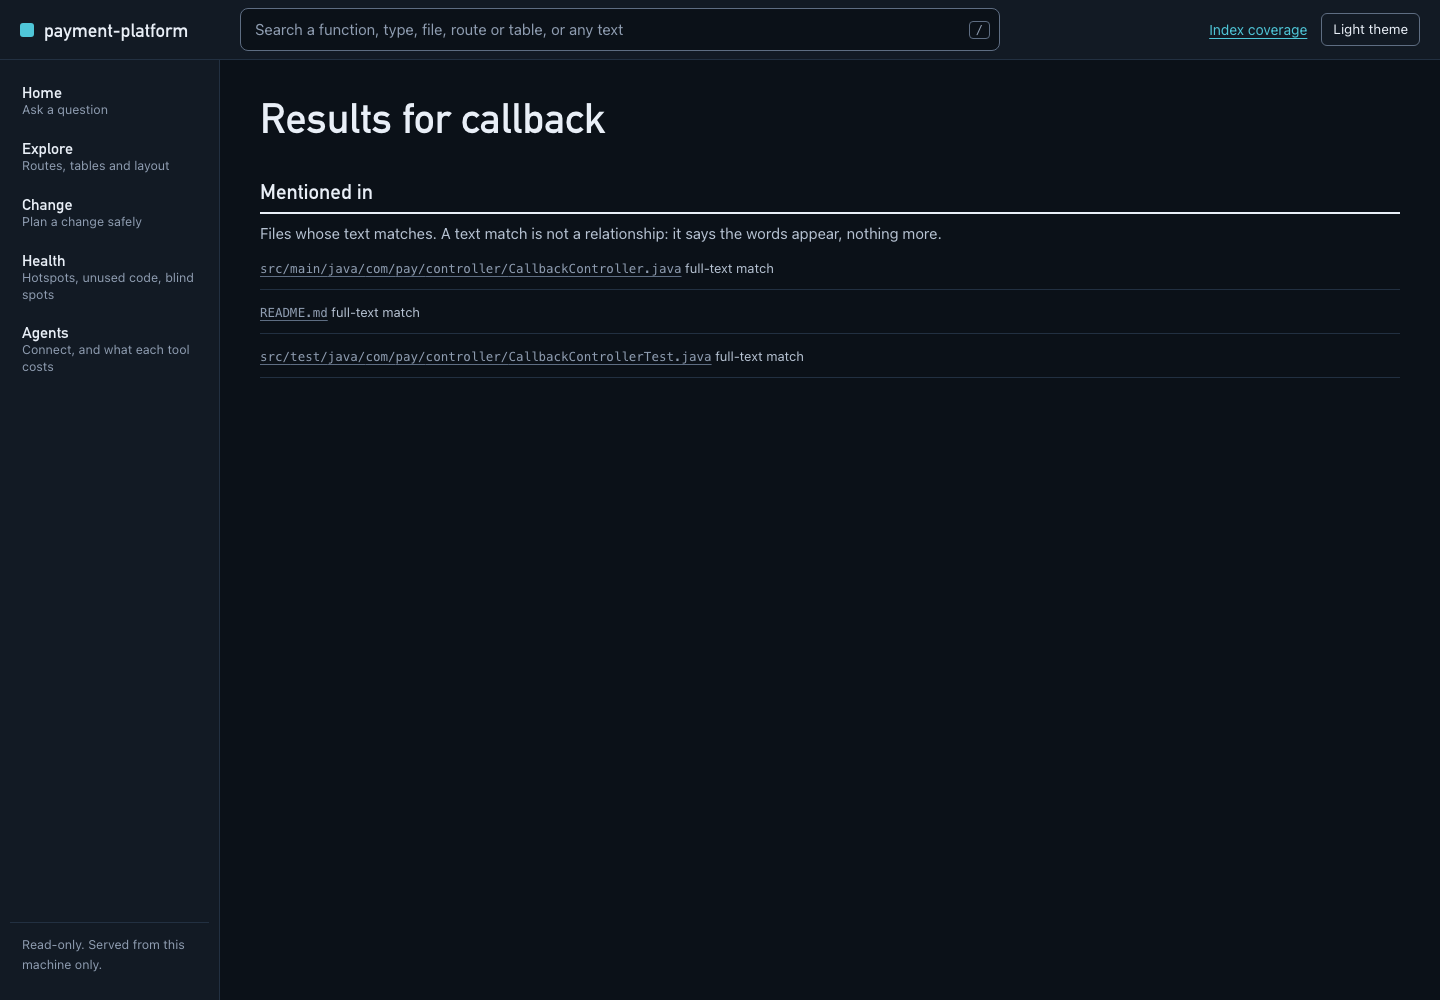 payment-platform
Search a function, type, file, route or table, or any text
/
Index coverage
Light theme
Home
Ask a question
Explore
Routes, tables and layout
Change
Plan a change safely
Health
Hotspots, unused code, blind
spots
Agents
Connect, and what each tool
costs
Read-only. Served from this
machine only.
Results for callback
Mentioned in
Files whose text matches. A text match is not a relationship: it says the words appear, nothing more.
src/main/java/com/pay/controller/CallbackController.java full-text match
README.md full-text match
src/test/java/com/pay/controller/CallbackControllerTest.java full-text match